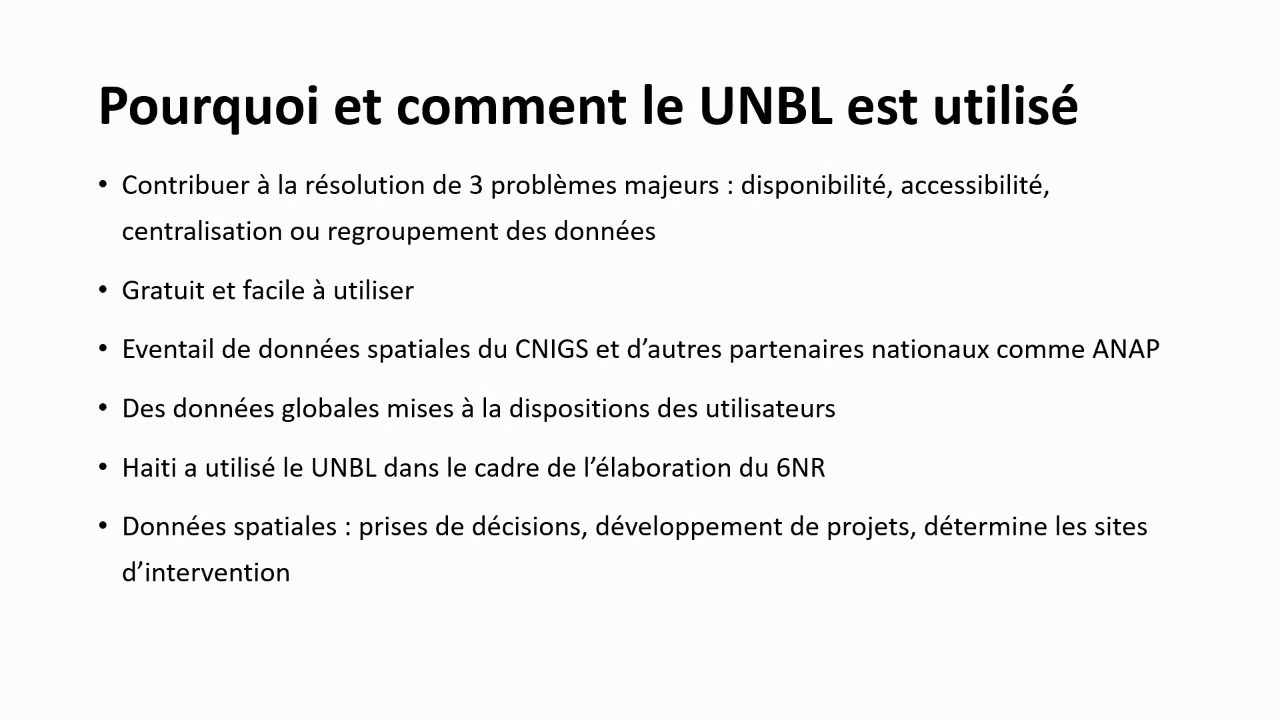 Pourquoi et comment le UNBL est utilisé
• Contribuer à la résolution de 3 problèmes majeurs : disponibilité, accessibilité,
centralisation ou regroupement des données
• Gratuit et facile à utiliser
• Eventail de données spatiales du CNIGS et d’autres partenaires nationaux comme ANAP
• Des données globales mises à la dispositions des utilisateurs
• Haiti a utilisé le UNBL dans le cadre de l’élaboration du 6NR
• Données spatiales : prises de décisions, développement de projets, détermine les sites
d’intervention